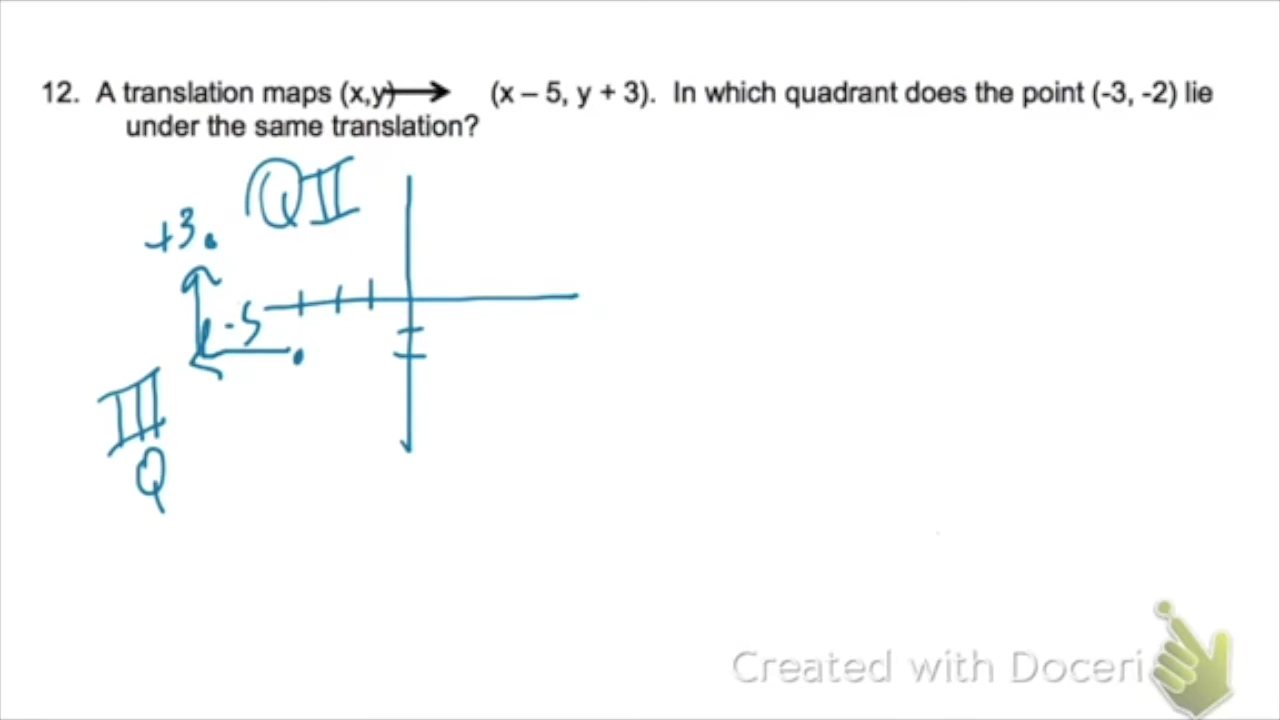 12. A translation maps (x,y) → (x – 5, y + 3). In which quadrant does the point (-3, -2) lie
under the same translation?
QII
+3
-5
III
Q
Created with Doceri